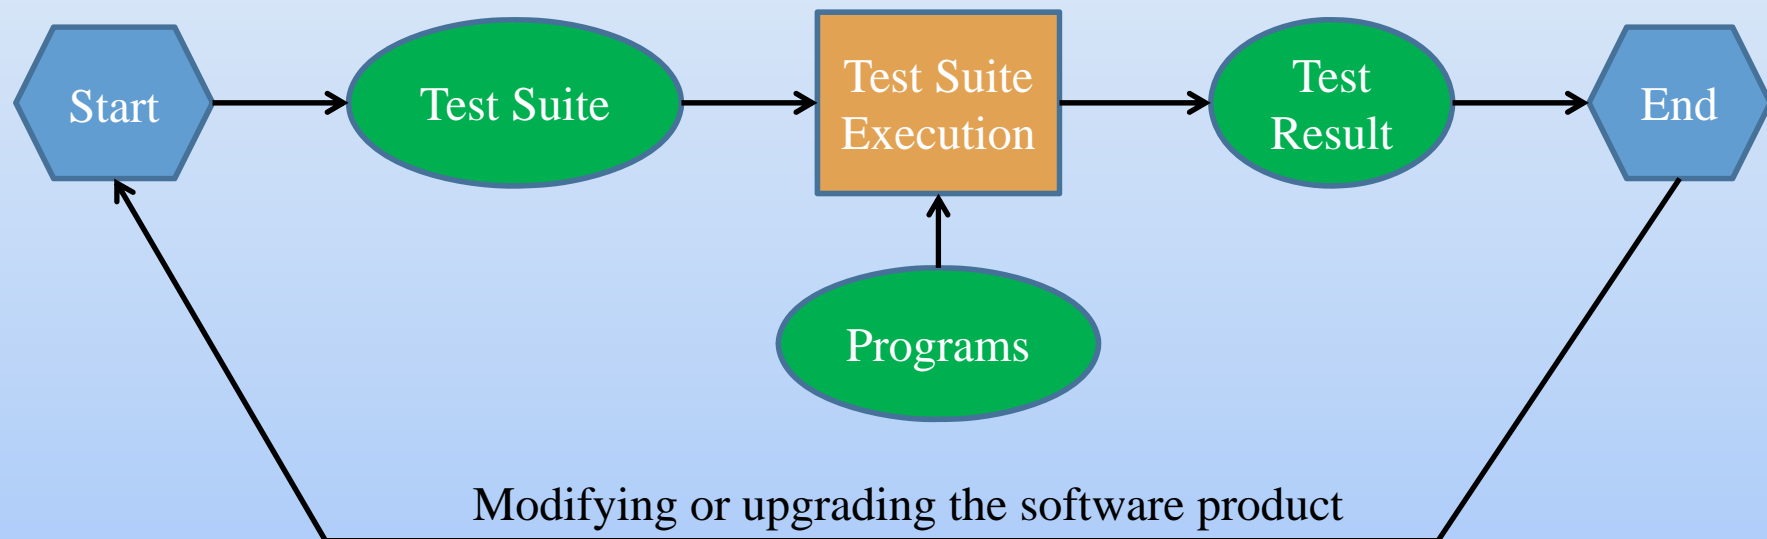 Start
Test Suite
Test Suite
Execution
Test
Result
End
Programs
Modifying or upgrading the software product